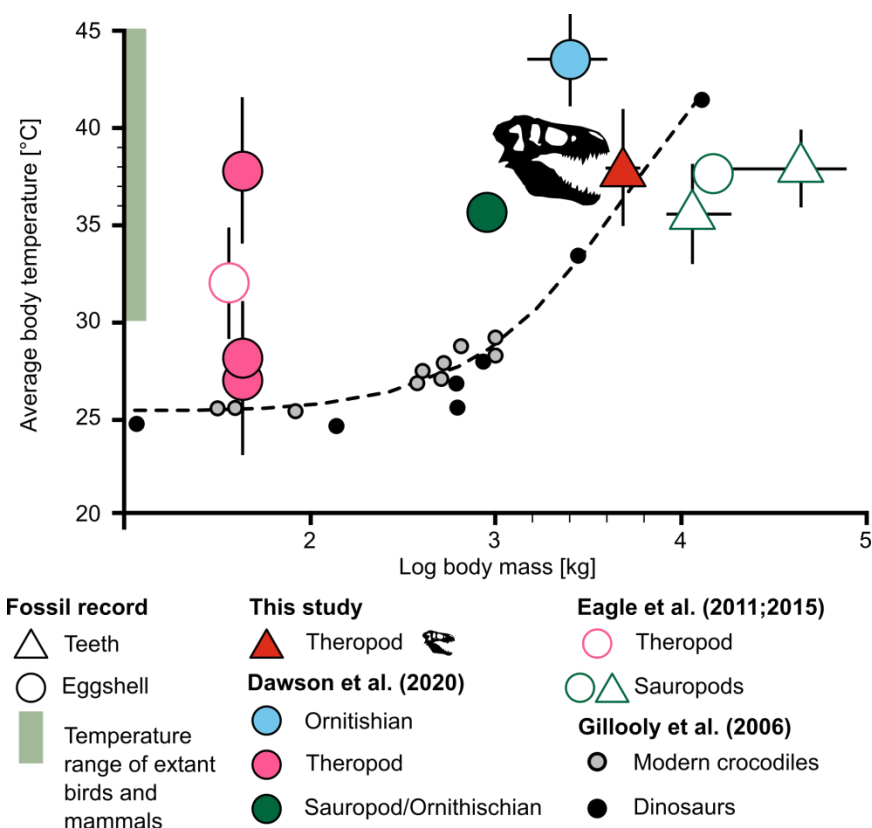 45
40
35
30
25
20
Average body temperature [°C]
2
3
4
5
Log body mass [kg]
Fossil record
Teeth
Eggshell
Temperature
range of extant
birds and
mammals
This study
Theropod
Dawson et al. (2020)
Ornitishian
Theropod
Sauropod/Ornithischian
Eagle et al. (2011;2015)
Theropod
Sauropods
Gillooly et al. (2006)
Modern crocodiles
Dinosaurs